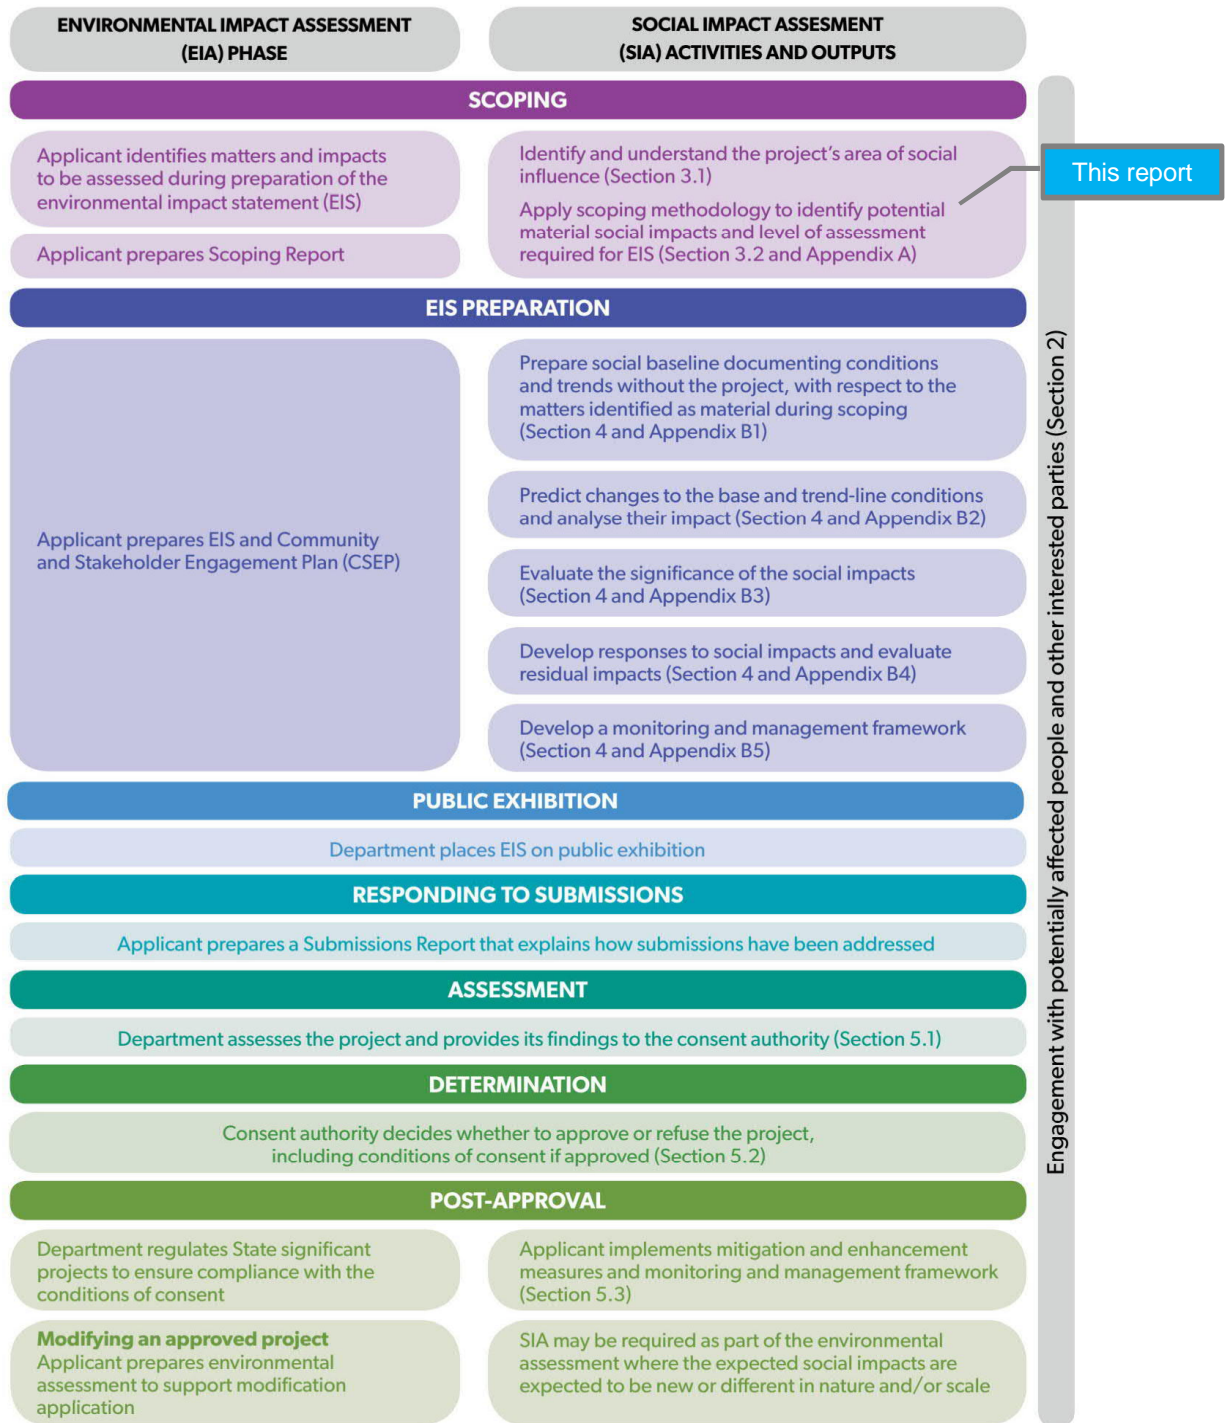 ENVIRONMENTAL IMPACT ASSESSMENT
(EIA) PHASE
SOCIAL IMPACT ASSESMENT
(SIA) ACTIVITIES AND OUTPUTS
SCOPING
Applicant identifies matters and impacts
to be assessed during preparation of the
environmental impact statement (EIS)
Applicant prepares Scoping Report
Identify and understand the project's area of social
influence (Section 3.1)
Apply scoping methodology to identify potential
material social impacts and level of assessment
required for EIS (Section 3.2 and Appendix A)
This report
EIS PREPARATION
Applicant prepares EIS and Community
and Stakeholder Engagement Plan (CSEP)
Prepare social baseline documenting conditions
and trends without the project, with respect to the
matters identified as material during scoping
(Section 4 and Appendix B1)
Predict changes to the base and trend-line conditions
and analyse their impact (Section 4 and Appendix B2)
Evaluate the significance of the social impacts
(Section 4 and Appendix B3)
Develop responses to social impacts and evaluate
residual impacts (Section 4 and Appendix B4)
Develop a monitoring and management framework
(Section 4 and Appendix B5)
PUBLIC EXHIBITION
Department places EIS on public exhibition
RESPONDING TO SUBMISSIONS
Applicant prepares a Submissions Report that explains how submissions have been addressed
ASSESSMENT
Department assesses the project and provides its findings to the consent authority (Section 5.1)
DETERMINATION
Consent authority decides whether to approve or refuse the project,
including conditions of consent if approved (Section 5.2)
POST-APPROVAL
Department regulates State significant
projects to ensure compliance with the
conditions of consent
Applicant implements mitigation and enhancement
measures and monitoring and management framework
(Section 5.3)
Modifying an approved project
Applicant prepares environmental
assessment to support modification
application
SIA may be required as part of the environmental
assessment where the expected social impacts are
expected to be new or different in nature and/or scale
Engagement with potentially affected people and other interested parties (Section 2)